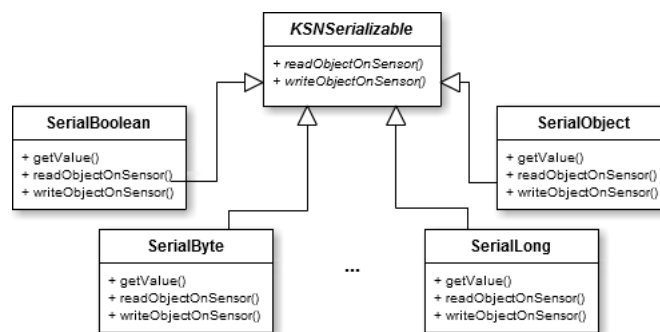 KSNSerializable
+ readObjectOnSensor()
+ writeObjectOnSensor()
SerialBoolean
+ getValue()
+ readObjectOnSensor()
+ writeObjectOnSensor()
SerialObject
+ getValue()
+ readObjectOnSensor()
+ writeObjectOnSensor()
SerialByte
+ getValue()
+ readObjectOnSensor()
+ writeObjectOnSensor()
...
SerialLong
+ getValue()
+ readObjectOnSensor()
+ writeObjectOnSensor()